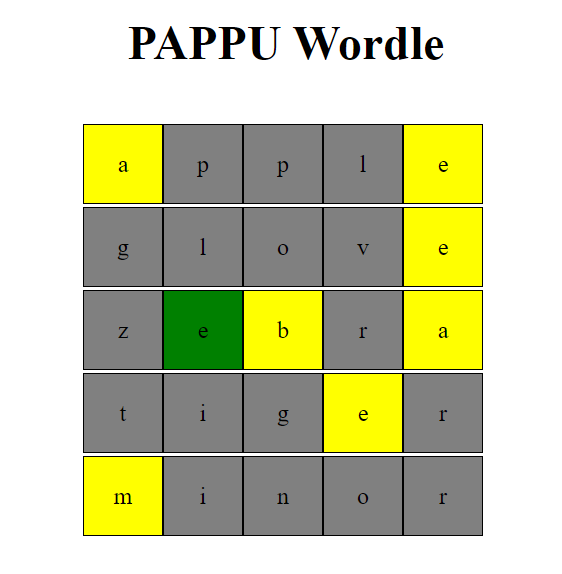 PAPPU Wordle
a p p l e
g l o v e
z e b r a
t i g e r
m i n o r